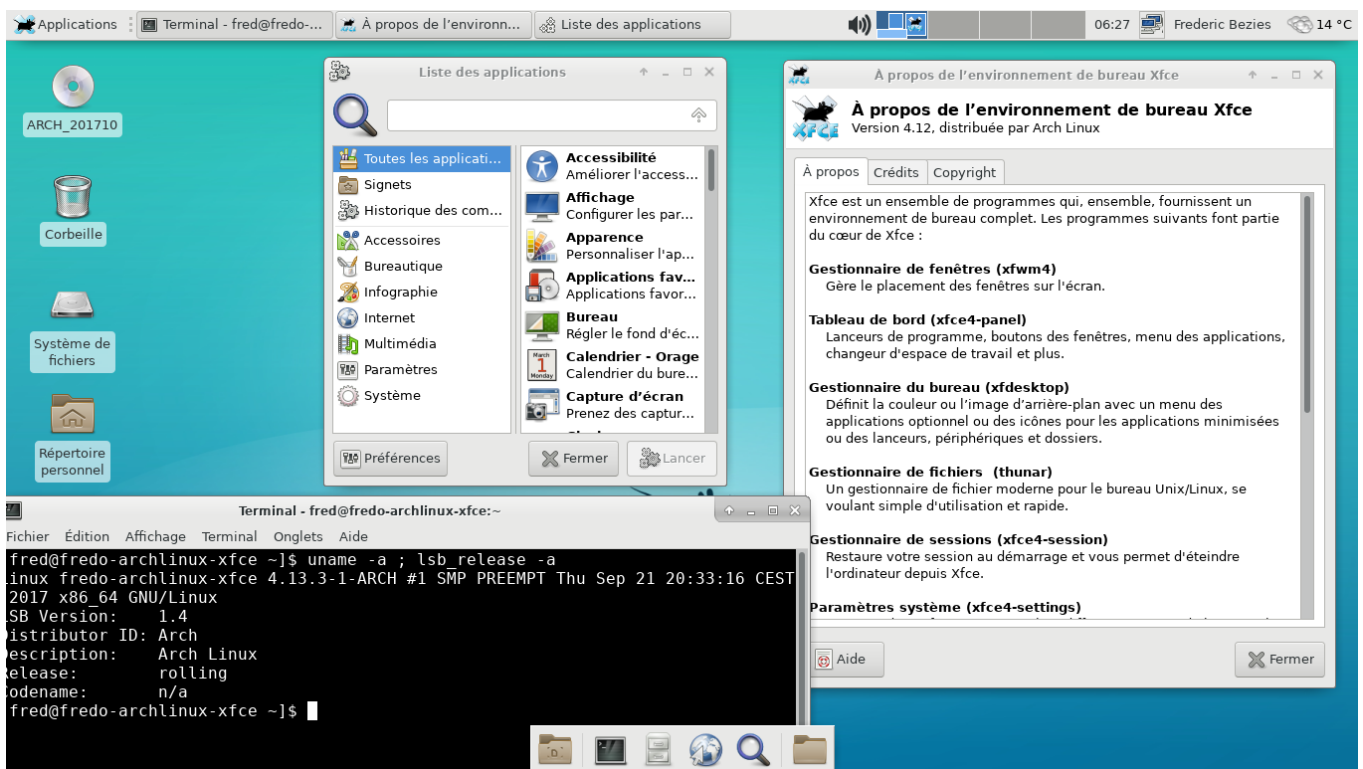 Applications
Terminal - fred@fredo-...
À propos de l’environn...
Liste des applications
06:27
Frederic Bezies
14 °C
ARCH_201710
Corbeille
Système de
fichiers
Répertoire
personnel
Liste des applications
Toutes les applicati...
Signets
Historique des com...
Accessoires
Bureautique
Infographie
Internet
Multimédia
Paramètres
Système
Accessibilité
Améliorer l'access...
Affichage
Configurer les par...
Apparence
Personnaliser l'ap...
Applications fav...
Applications favor...
Bureau
Régler le fond d'éc...
March
1
Monday
Calendrier - Orage
Calendrier du bure...
Capture d’écran
Prenez des captur...
Préférences
Fermer
Lancer
À propos de l’environnement de bureau Xfce
XFCE
À propos de l’environnement de bureau Xfce
Version 4.12, distribuée par Arch Linux
À propos
Crédits
Copyright
Xfce est un ensemble de programmes qui, ensemble, fournissent un
environnement de bureau complet. Les programmes suivants font partie
du cœur de Xfce :
Gestionnaire de fenêtres (xfwm4)
Gère le placement des fenêtres sur l'écran.
Tableau de bord (xfce4-panel)
Lanceurs de programme, boutons des fenêtres, menu des applications,
changeur d'espace de travail et plus.
Gestionnaire du bureau (xfdesktop)
Définit la couleur ou l’image d’arrière-plan avec un menu des
applications optionnel ou des icônes pour les applications minimisées
ou des lanceurs, périphériques et dossiers.
Gestionnaire de fichiers (thunar)
Un gestionnaire de fichier moderne pour le bureau Unix/Linux, se
voulant simple d'utilisation et rapide.
Gestionnaire de sessions (xfce4-session)
Restaure votre session au démarrage et vous permet d'éteindre
l'ordinateur depuis Xfce.
Paramètres système (xfce4-settings)
Aide
Fermer
Terminal - fred@fredo-archlinux-xfce:~
Fichier Édition Affichage Terminal Onglets Aide
fred@fredo-archlinux-xfce ~]$ uname -a ; lsb_release -a
inux fredo-archlinux-xfce 4.13.3-1-ARCH #1 SMP PREEMPT Thu Sep 21 20:33:16 CEST
2017 x86_64 GNU/Linux
SB Version: 1.4
istributor ID: Arch
escription: Arch Linux
elease: rolling
odename: n/a
fred@fredo-archlinux-xfce ~]$